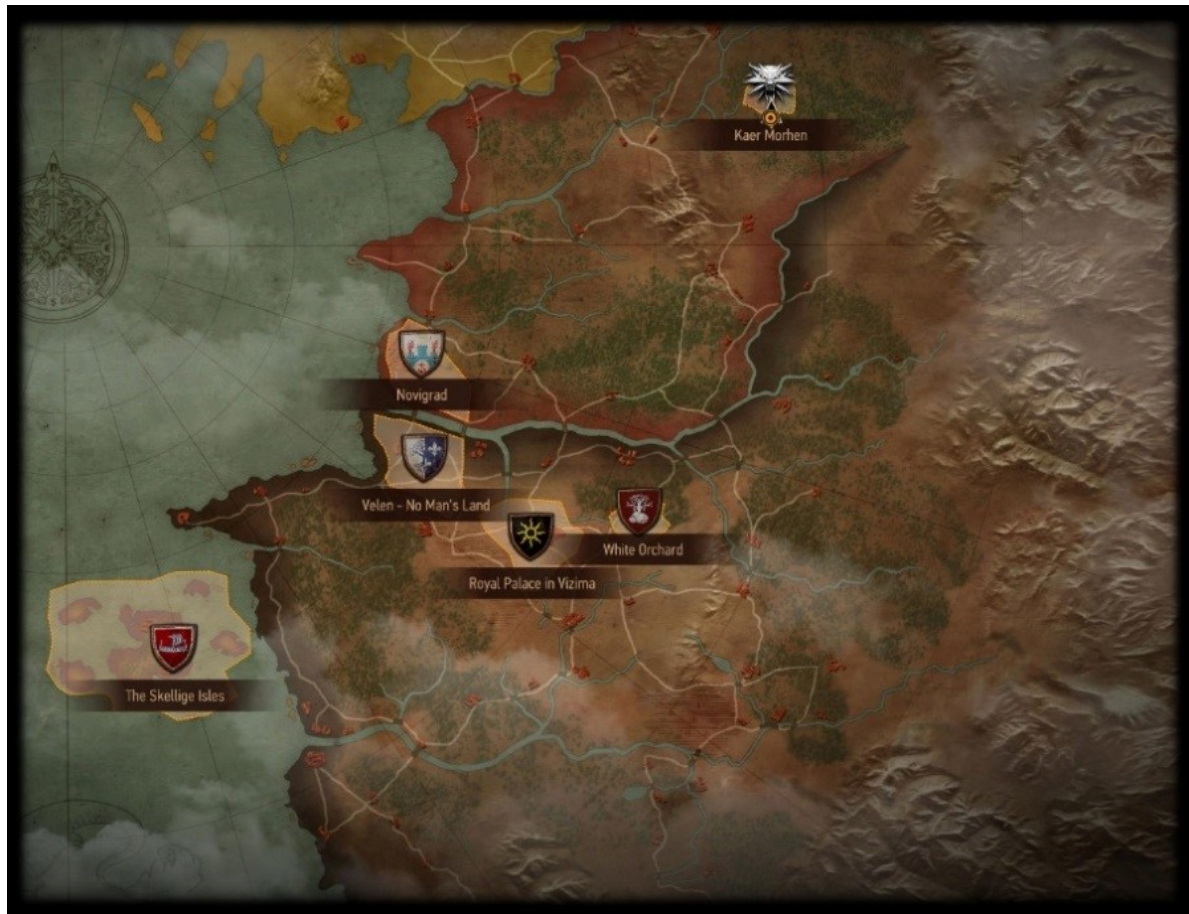 Kaer Morhen
Novigrad
Velen - No Man's Land
White Orchard
Royal Palace in Vizima
The Skellige Isles